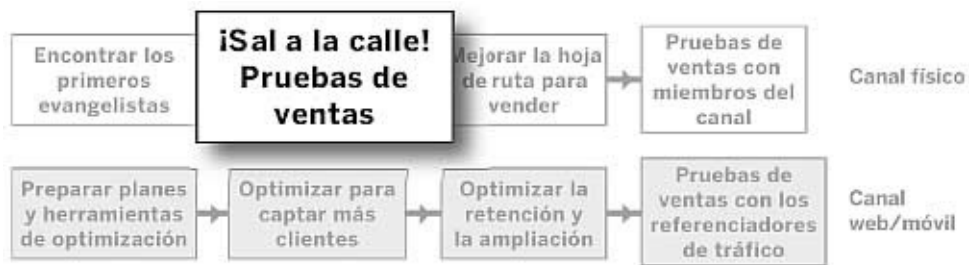 Encontrar los
primeros
evangelistas
¡Sal a la calle!
Pruebas de
ventas
Mejorar la hoja
de ruta para
vender
Pruebas de
ventas con
miembros del
canal
Canal físico
Preparar planes
y herramientas
de optimización
Optimizar para
captar más
clientes
Optimizar la
retención y
la ampliación
Pruebas de
ventas con los
referenciadores
de tráfico
Canal
web/móvil